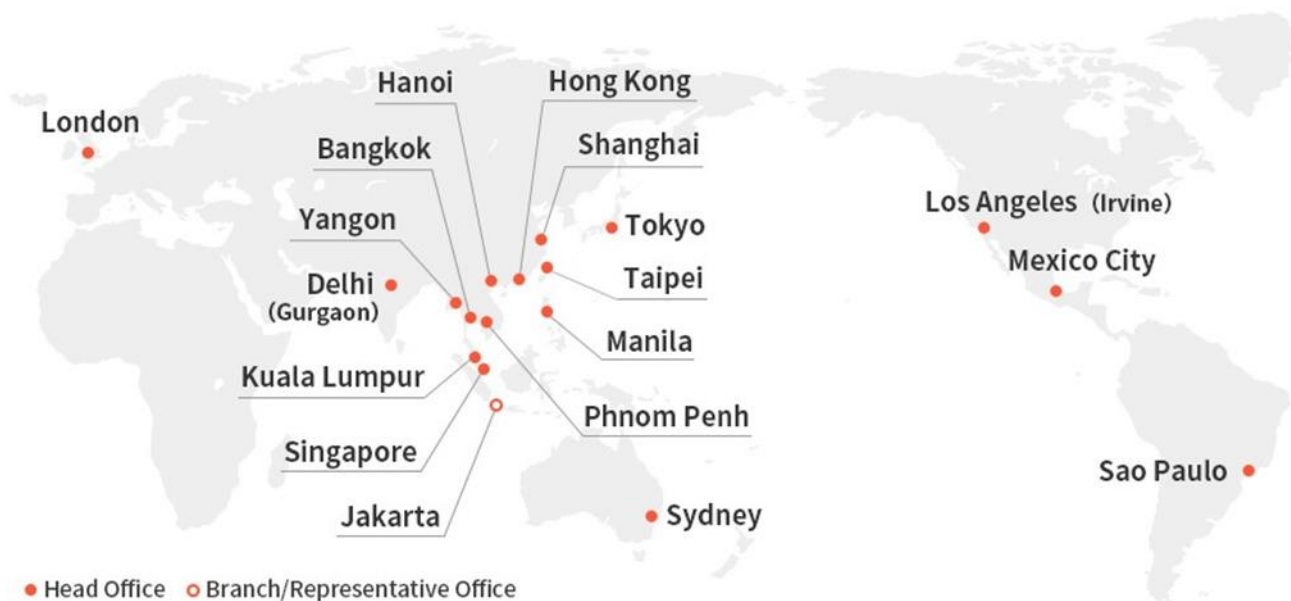 Hanoi
Hong Kong
London
Bangkok
Shanghai
Yangon
Los Angeles (Irvine)
Tokyo
Mexico City
Delhi
(Gurgaon)
Taipei
Manila
Kuala Lumpur
Phnom Penh
Singapore
Sao Paulo
Jakarta
Sydney
Head Office
Branch/Representative Office